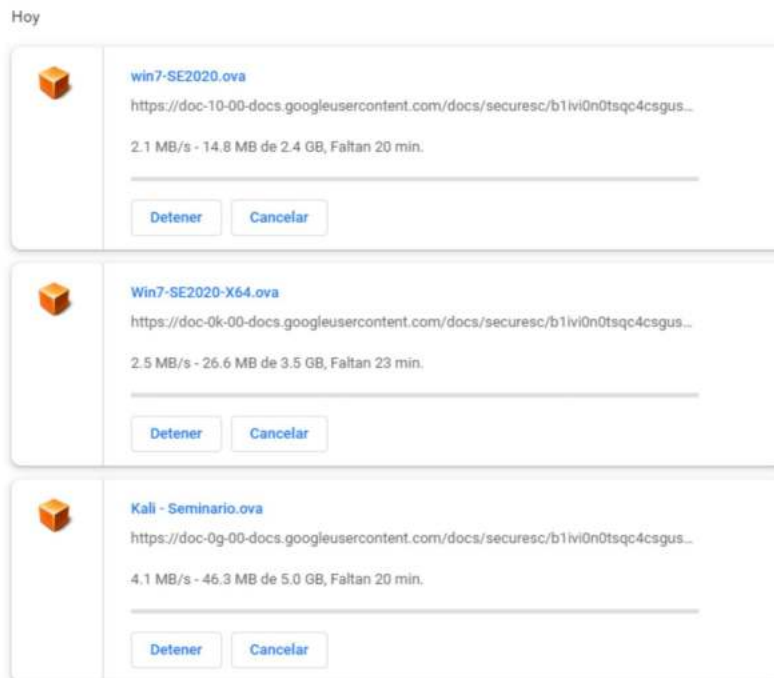 Hoy
win7-SE2020.ova
https://doc-10-00-docs.googleusercontent.com/docs/securesc/b1ivi0n0tsqc4csgus...
2.1 MB/s - 14.8 MB de 2.4 GB, Faltan 20 min.
Detener Cancelar
Win7-SE2020-X64.ova
https://doc-0k-00-docs.googleusercontent.com/docs/securesc/b1ivi0n0tsqc4csgus...
2.5 MB/s - 26.6 MB de 3.5 GB, Faltan 23 min.
Detener Cancelar
Kali - Seminario.ova
https://doc-0g-00-docs.googleusercontent.com/docs/securesc/b1ivi0n0tsqc4csgus...
4.1 MB/s - 46.3 MB de 5.0 GB, Faltan 20 min.
Detener Cancelar